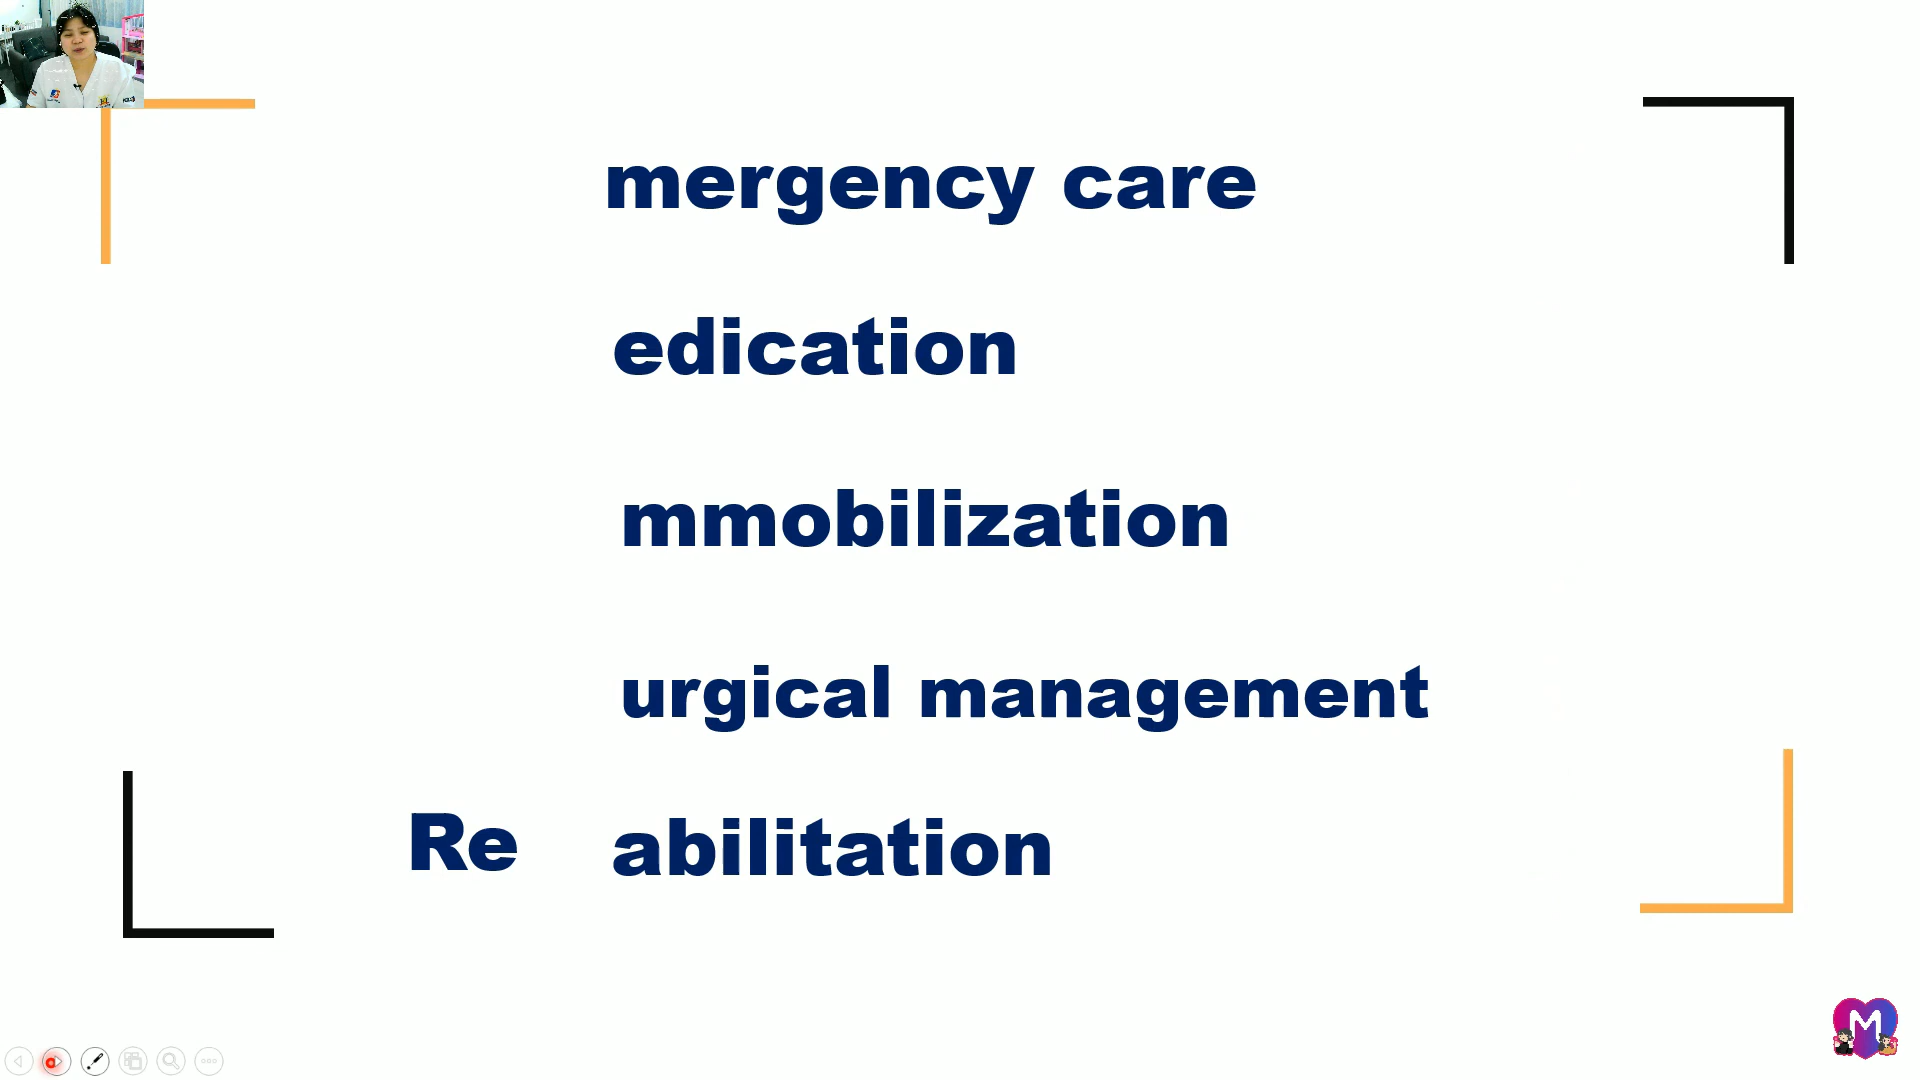 mergency care
edication
mmobilization
urgical management
Re abilitation
M